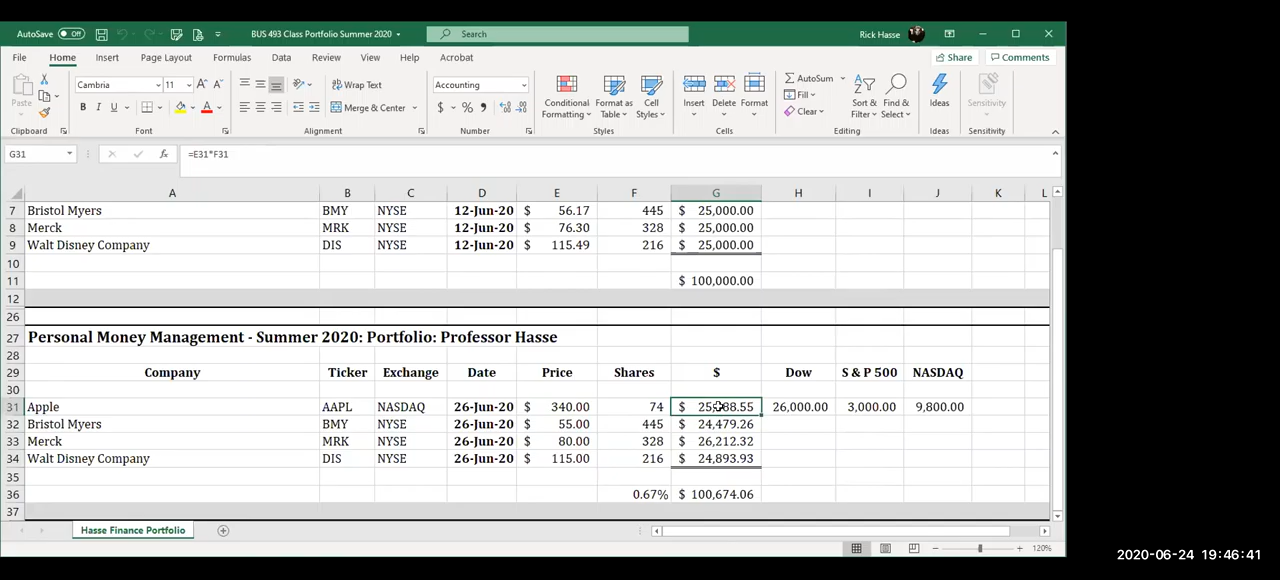 AutoSave Off BUS 493 Class Portfolio Summer 2020 Search Rick Hasse
File Home Insert Page Layout Formulas Data Review View Help Acrobat Share Comments
Paste Cambria 11 Wrap Text Accounting Conditional Formatting Format as Table Cell Styles Insert Delete Format AutoSum Sort & Filter Find & Select Ideas Sensitivity
B I U Merge & Center $ % Fill
Clear
Clipboard Font Alignment Number Styles Cells Editing Ideas Sensitivity
G31 fx =E31*F31
A B C D E F G H I J K L
7 Bristol Myers BMY NYSE 12-Jun-20 $ 56.17 445 $ 25,000.00
8 Merck MRK NYSE 12-Jun-20 $ 76.30 328 $ 25,000.00
9 Walt Disney Company DIS NYSE 12-Jun-20 $ 115.49 216 $ 25,000.00
10
11 $ 100,000.00
12
26
27 Personal Money Management - Summer 2020: Portfolio: Professor Hasse
28
29 Company Ticker Exchange Date Price Shares $ Dow S & P 500 NASDAQ
30
31 Apple AAPL NASDAQ 26-Jun-20 $ 340.00 74 $ 26,000.00 3,000.00 9,800.00
32 Bristol Myers BMY NYSE 26-Jun-20 $ 55.00 445 $ 24,479.26
33 Merck MRK NYSE 26-Jun-20 $ 80.00 328 $ 26,212.32
34 Walt Disney Company DIS NYSE 26-Jun-20 $ 115.00 216 $ 24,893.93
35
36 0.67% $ 100,674.06
37
Hasse Finance Portfolio
120%
2020-06-24 19:46:41